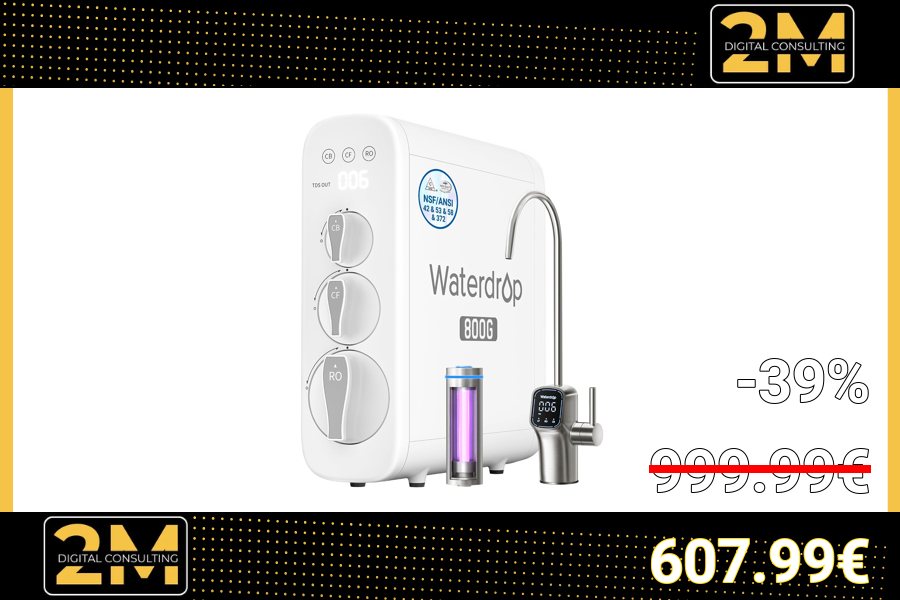 2M
DIGITAL CONSULTING
CB CF RO
TDS OUT 006
CB
CF
RO
NSF/ANSI
42 & 53 & 58
& 372
Waterdrop
800G
Waterdrop
006
-39%
999.99€
2M
DIGITAL CONSULTING
607.99€